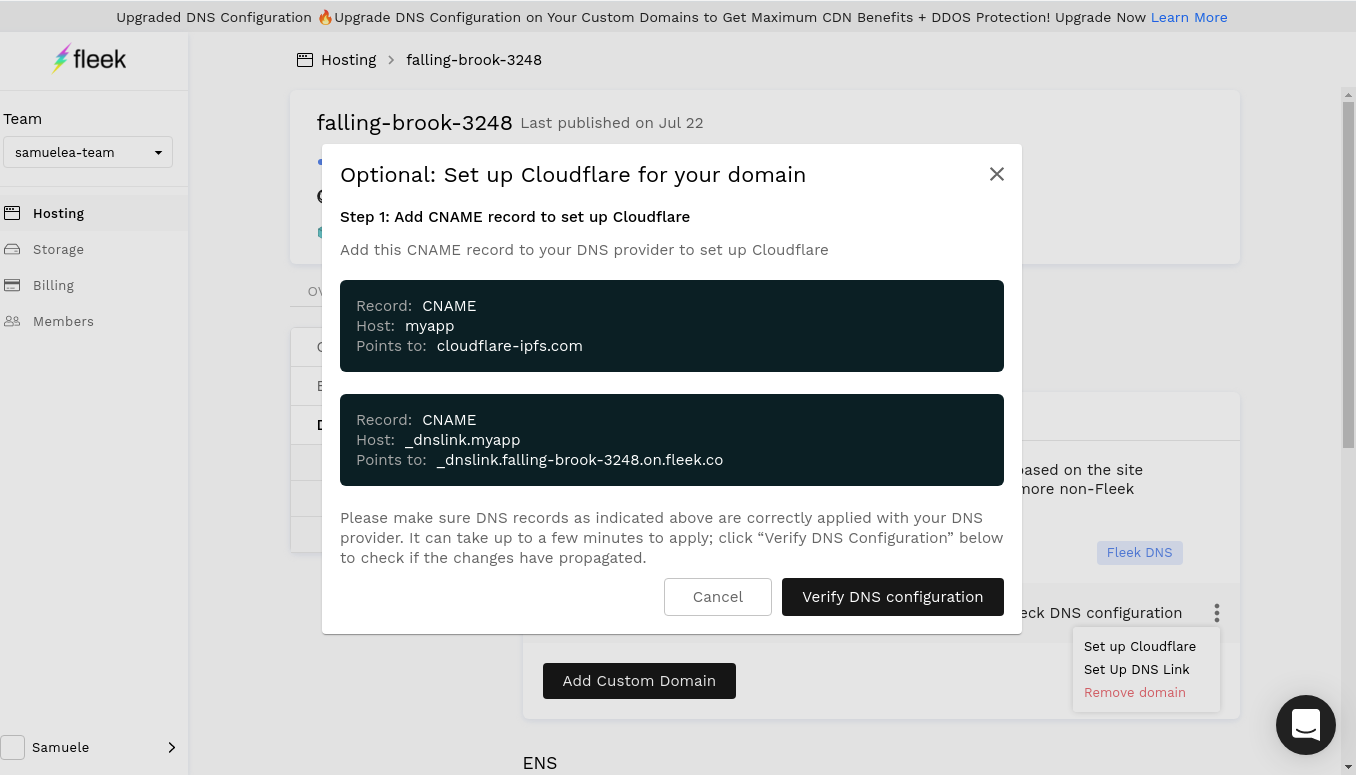 Upgraded DNS Configuration 🔥Upgrade DNS Configuration on Your Custom Domains to Get Maximum CDN Benefits + DDOS Protection! Upgrade Now Learn More
fleek
Hosting > falling-brook-3248
Team
samuelea-team
Hosting
Storage
Billing
Members
Samuele
falling-brook-3248 Last published on Jul 22
Optional: Set up Cloudflare for your domain
Step 1: Add CNAME record to set up Cloudflare
Add this CNAME record to your DNS provider to set up Cloudflare
Record: CNAME
Host: myapp
Points to: cloudflare-ipfs.com
Record: CNAME
Host: _dnslink.myapp
Points to: _dnslink.falling-brook-3248.on.fleek.co
Please make sure DNS records as indicated above are correctly applied with your DNS
provider. It can take up to a few minutes to apply; click “Verify DNS Configuration” below
to check if the changes have propagated.
Cancel
Verify DNS configuration
on the site
non-Fleek
Fleek DNS
DNS configuration
Set up Cloudflare
Set Up DNS Link
Remove domain
Add Custom Domain
ENS